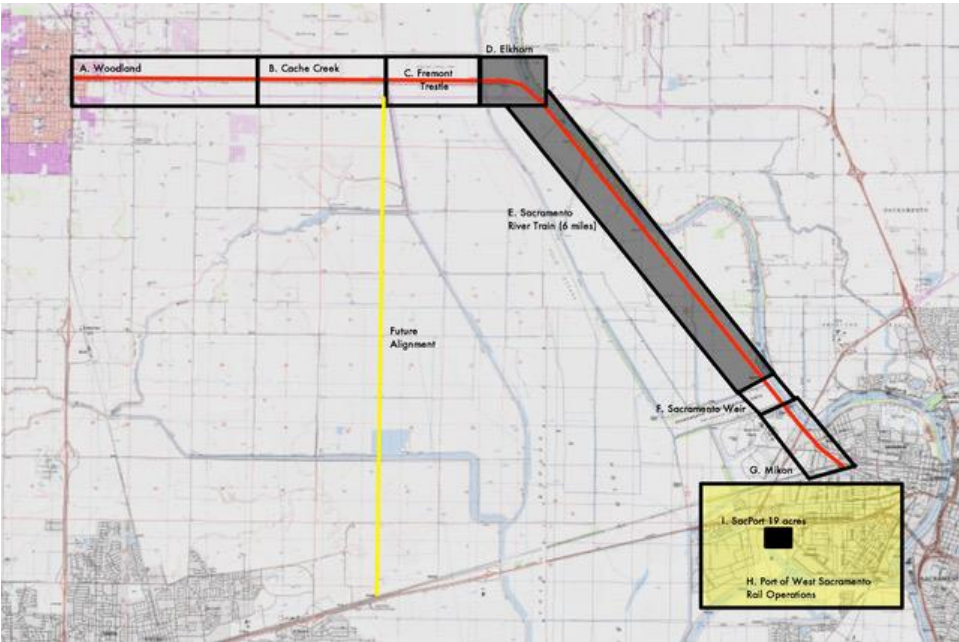 D. Elkhorn
A. Woodland
B. Cache Creek
C. Fremont
Trestle
E. Sacramento
River Train (6 miles)
Future
Alignment
F. Sacramento Weir
G. Mikon
I. SacPort 19 acres
H. Port of West Sacramento
Rail Operations
SACRAMENTO